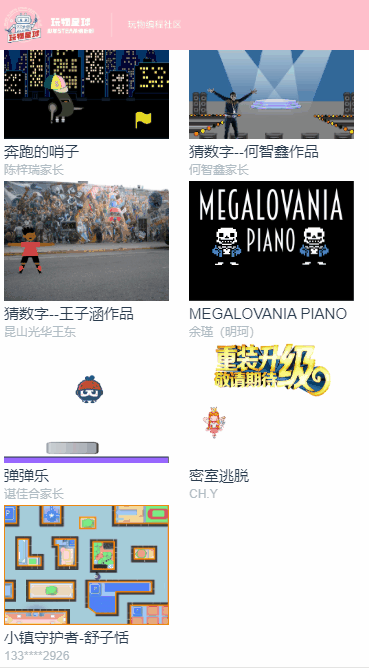 玩物星球
玩物编程社区
奔跑的哨子
陈梓瑞家长
猜数字--何智鑫作品
何智鑫家长
MEGALOVANIA
PIANO
猜数字--王子涵作品
昆山光华王东
MEGALOVANIA PIANO
余瑾（明珂）
重装升级
敬请期待
弹弹乐
谌佳合家长
密室逃脱
CH.Y
小镇守护者-舒子恬
133****2926